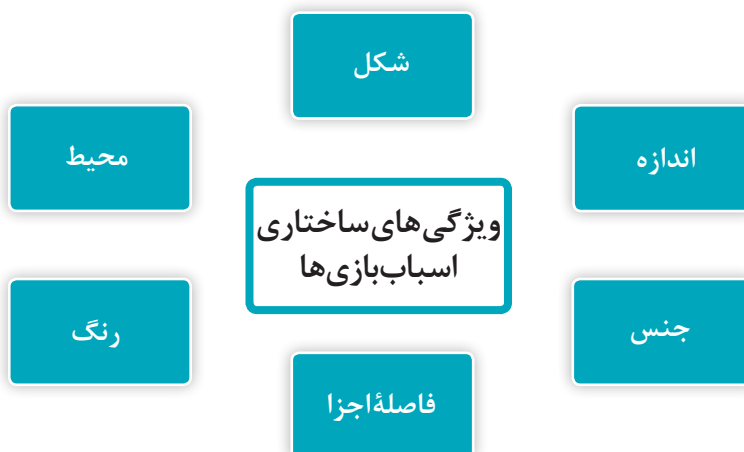 شکل
اندازه
محیط
ویژگی‌های‌ساختاری
اسباب‌بازی‌ها
جنس
رنگ
فاصلهٔ‌اجزا